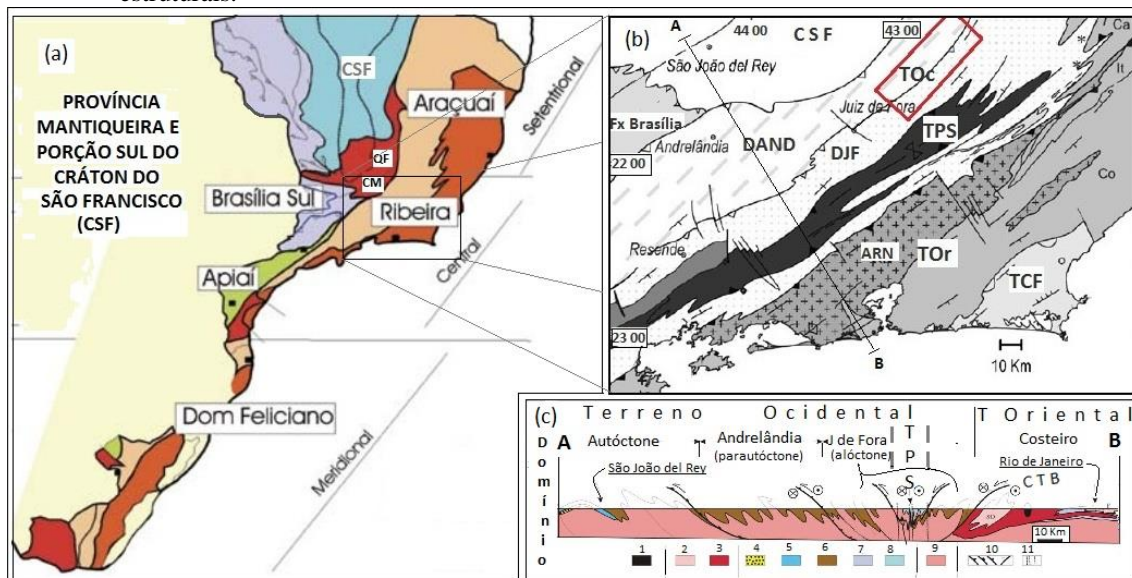 estruturais.
(a)
PROVÍNCIA
MANTIQUEIRA E
PORÇÃO SUL DO
CRÁTON DO
SÃO FRANCISCO
(CSF)
CSF
Araçuaí
Setentrional
QF
CM
Brasília Sul
Ribeira
Central
Apiaí
Dom Feliciano
Meridional
(b)
A
44 00
CSF
43 00
Ca
It
São João del Rey
TOc
Juiz de Fora
Fx Brasília
TPS
Andrelândia
DAND
DJF
22 00
Co
Resende
ARN
TOr
TCF
23 00
B
10 Km
(c)
Terreno Ocidental T Oriental
Domínio
A
Autóctone
Andrelândia
(parautóctone)
J de Fora
(alóctone)
T
P
S
Costeiro
B
São João del Rey
Rio de Janeiro
C T B
10 Km
1 2 3 4 5 6 7 8 9 10 11